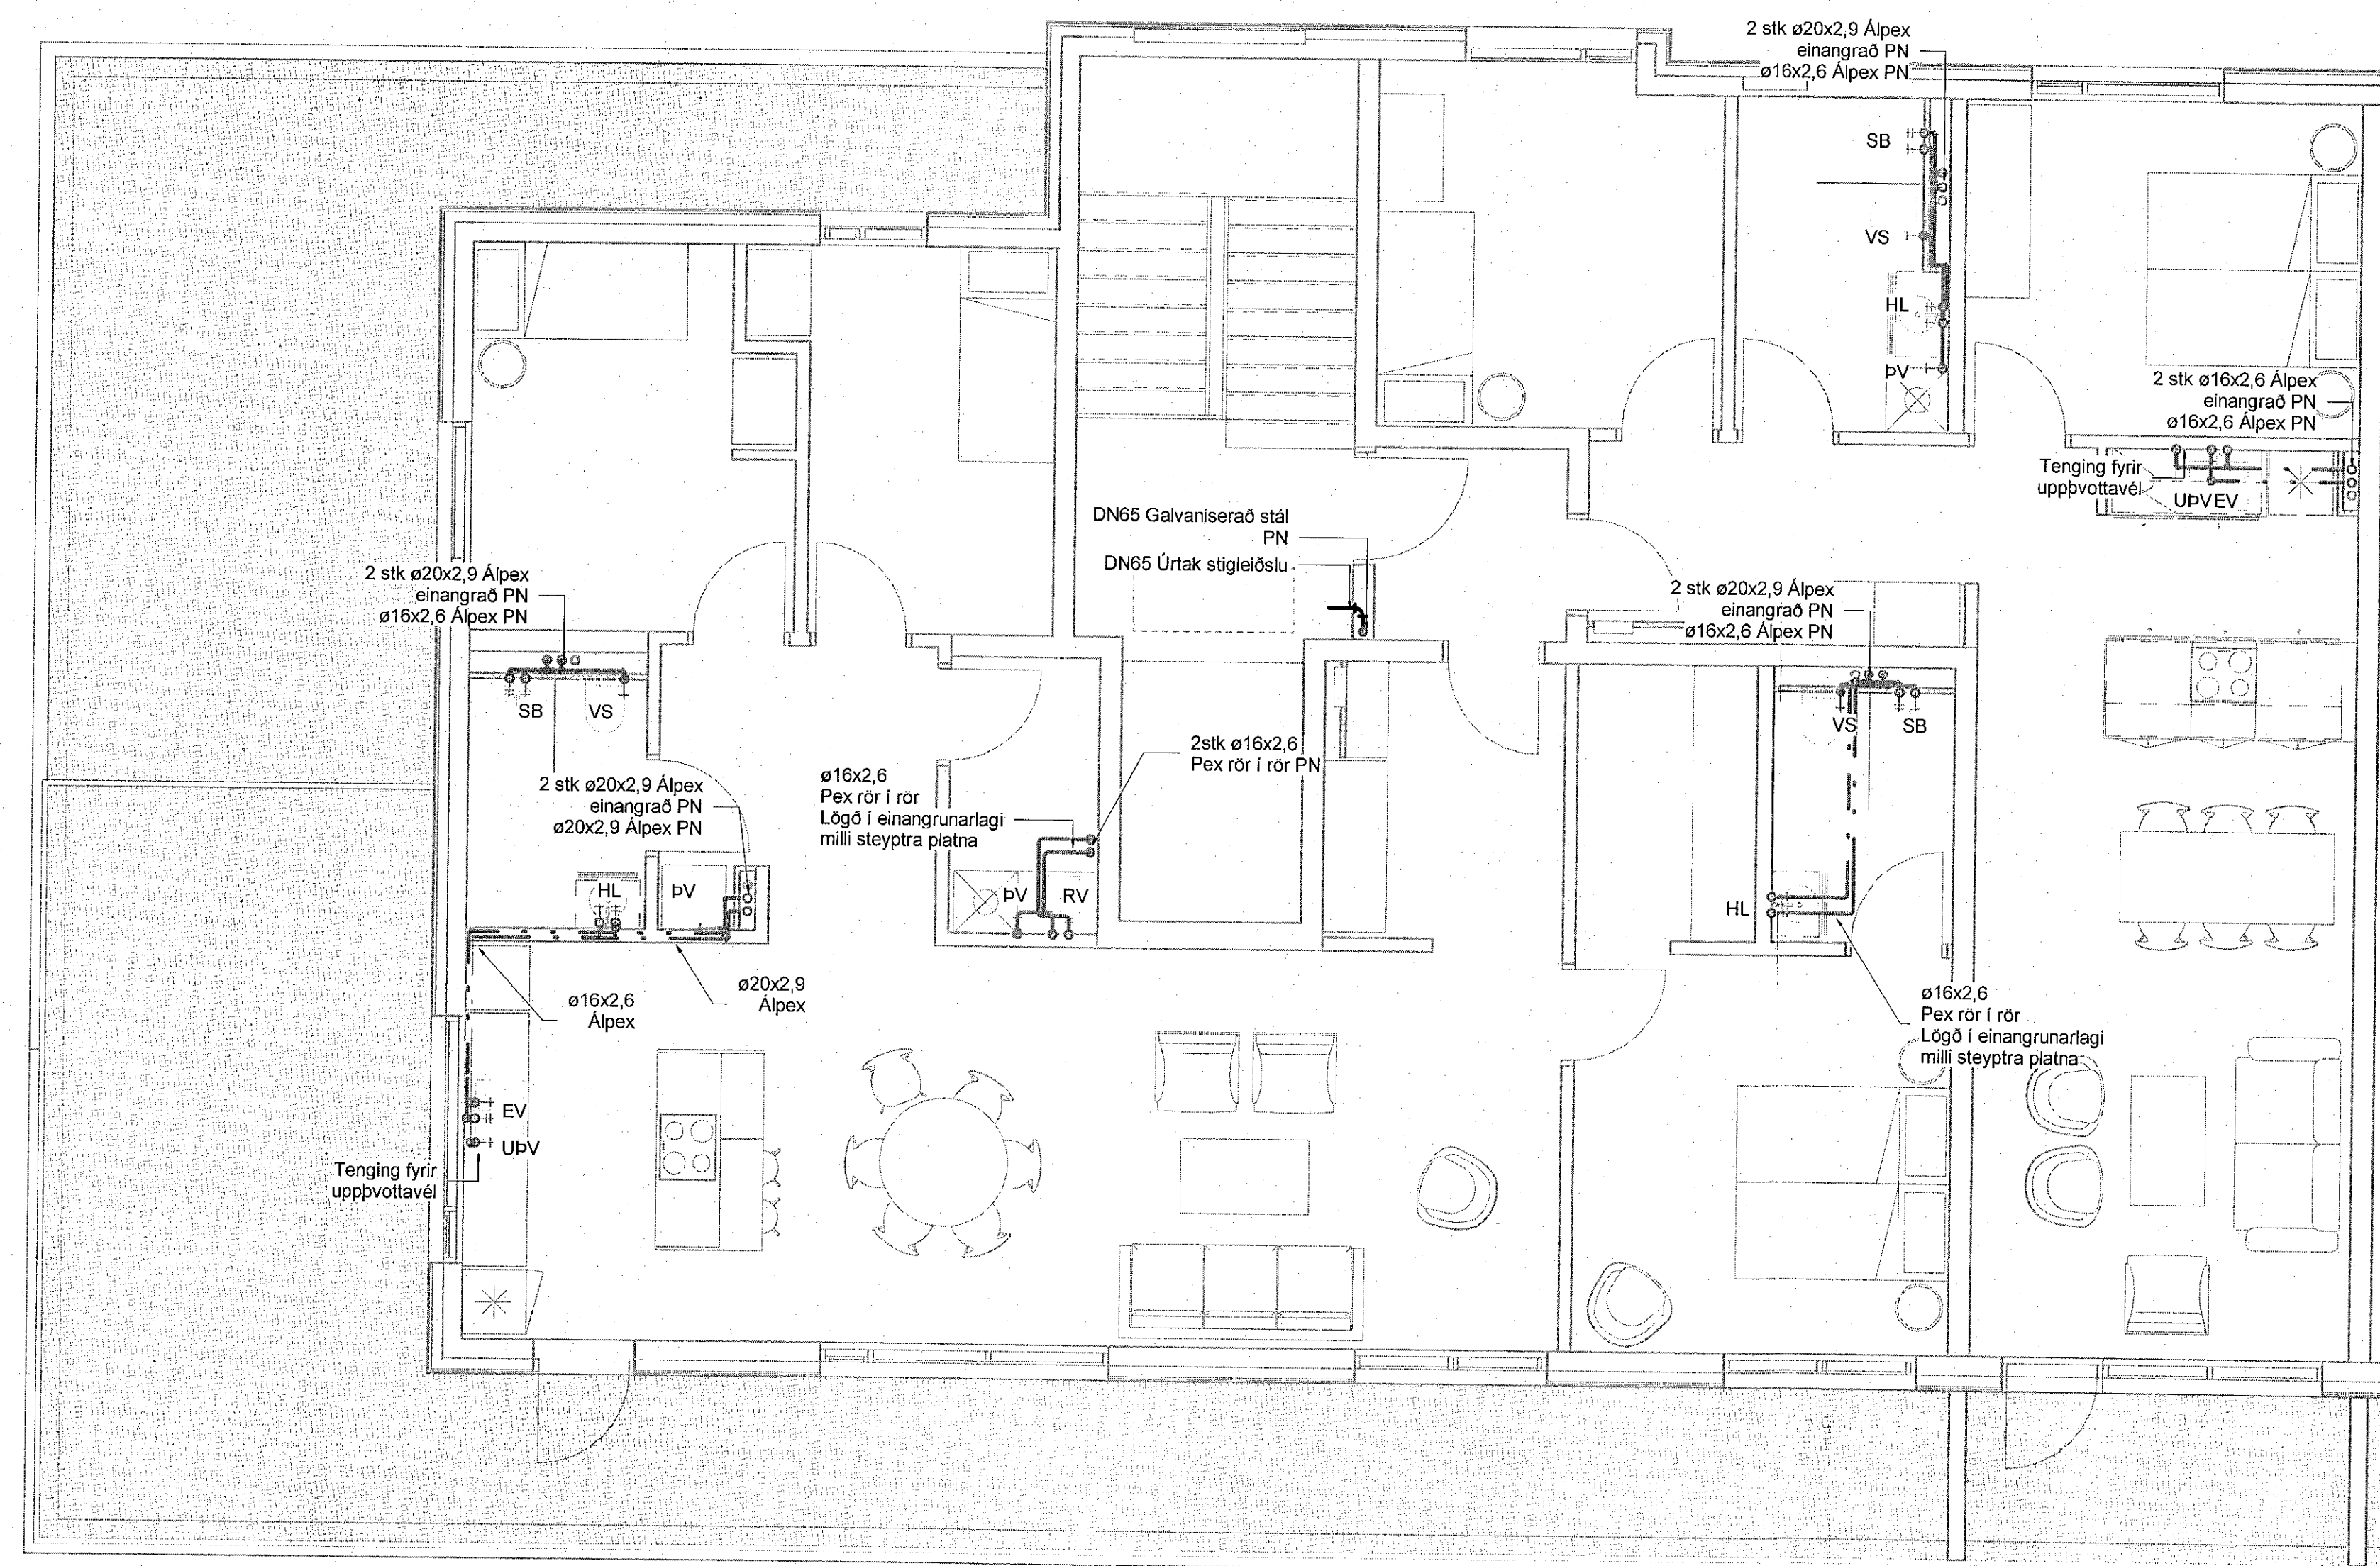 2 stk ø20x2,9 Álpex
einangrað PN
ø16x2,6 Álpex PN
SB
VS
HL
ÞV
2 stk ø16x2,6 Álpex
einangrað PN
ø16x2,6 Álpex PN
Tenging fyrir
uppþvottavél
UÞV EV
DN65 Galvaniserað stál
PN
DN65 Úrtak stigleiðslu
2 stk ø20x2,9 Álpex
einangrað PN
ø16x2,6 Álpex PN
SB
VS
2 stk ø20x2,9 Álpex
einangrað PN
ø16x2,6 Álpex PN
VS
SB
2stk ø16x2,6
Pex rör í rör PN
ø16x2,6
Pex rör í rör
Lögð í einangrunarlagi
milli steyptra platna
2 stk ø20x2,9 Álpex
einangrað PN
ø20x2,9 Álpex PN
HL
ÞV
ÞV
RV
HL
ø16x2,6
Álpex
ø20x2,9
Álpex
ø16x2,6
Pex rör í rör
Lögð í einangrunarlagi
milli steyptra platna
EV
UÞV
Tenging fyrir
uppþvottavél